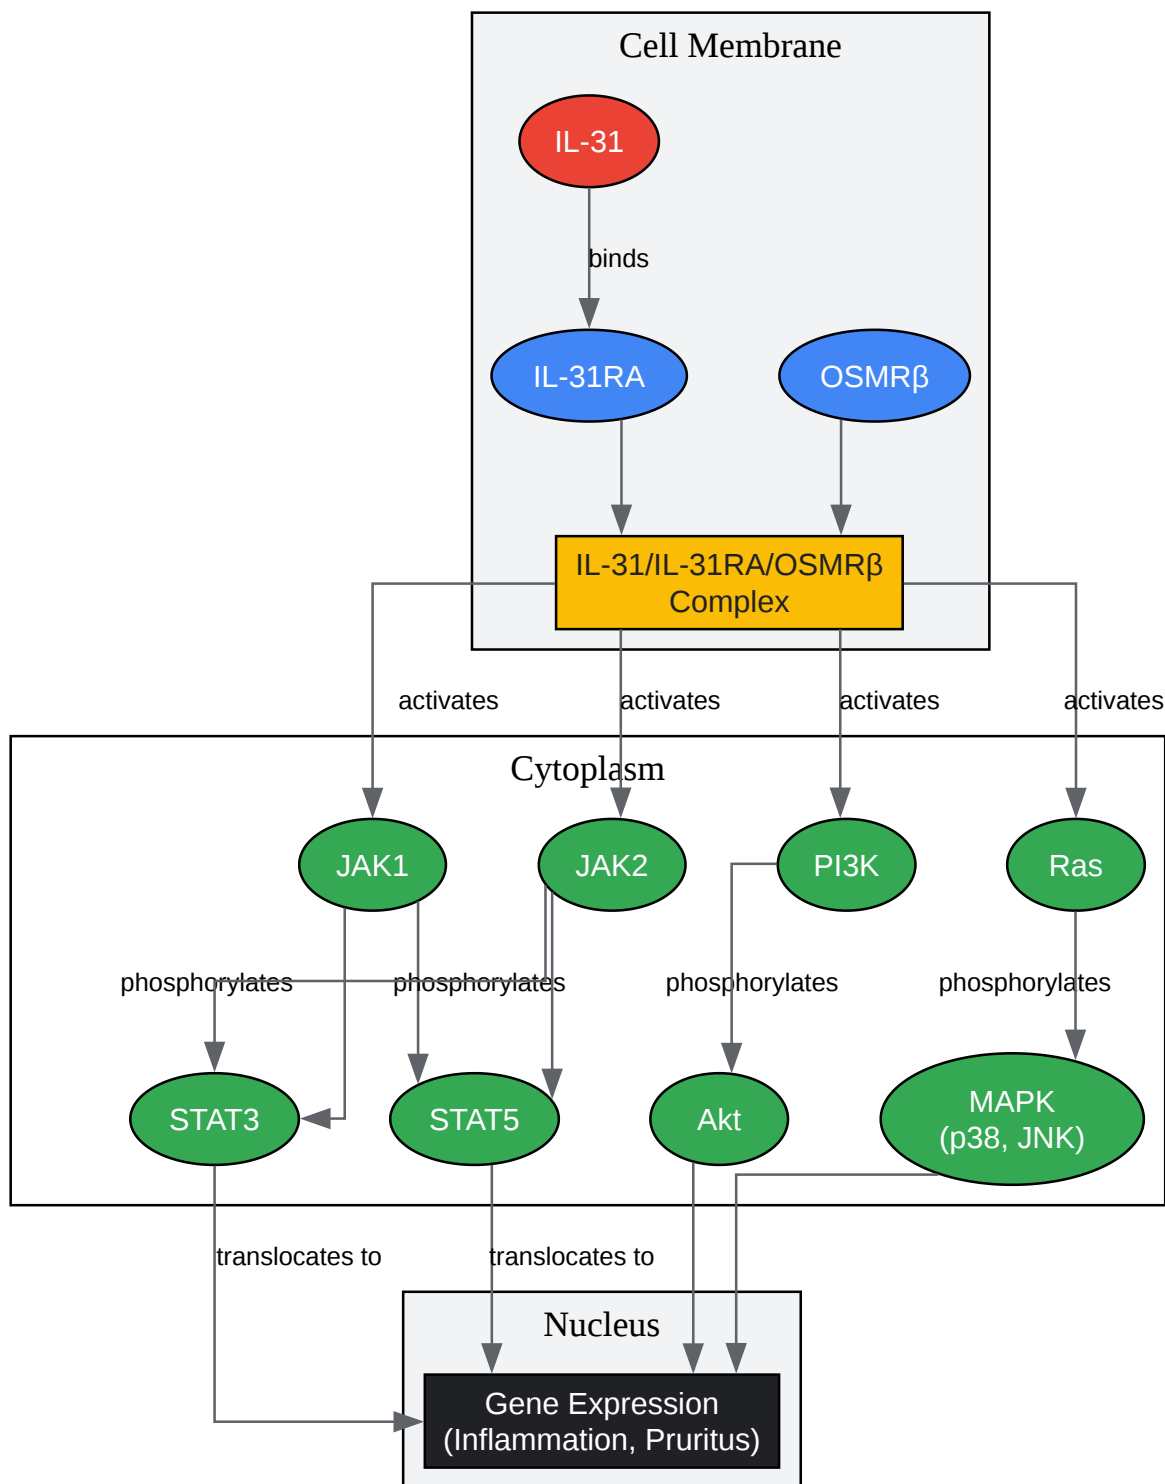 Cell Membrane
IL-31
binds
IL-31RA
OSMRβ
IL-31/IL-31RA/OSMRβ
Complex
activates
activates
activates
activates
Cytoplasm
JAK1
JAK2
PI3K
Ras
phosphorylates
phosphorylates
phosphorylates
phosphorylates
STAT3
STAT5
Akt
MAPK
(p38, JNK)
translocates to
translocates to
Nucleus
Gene Expression
(Inflammation, Pruritus)